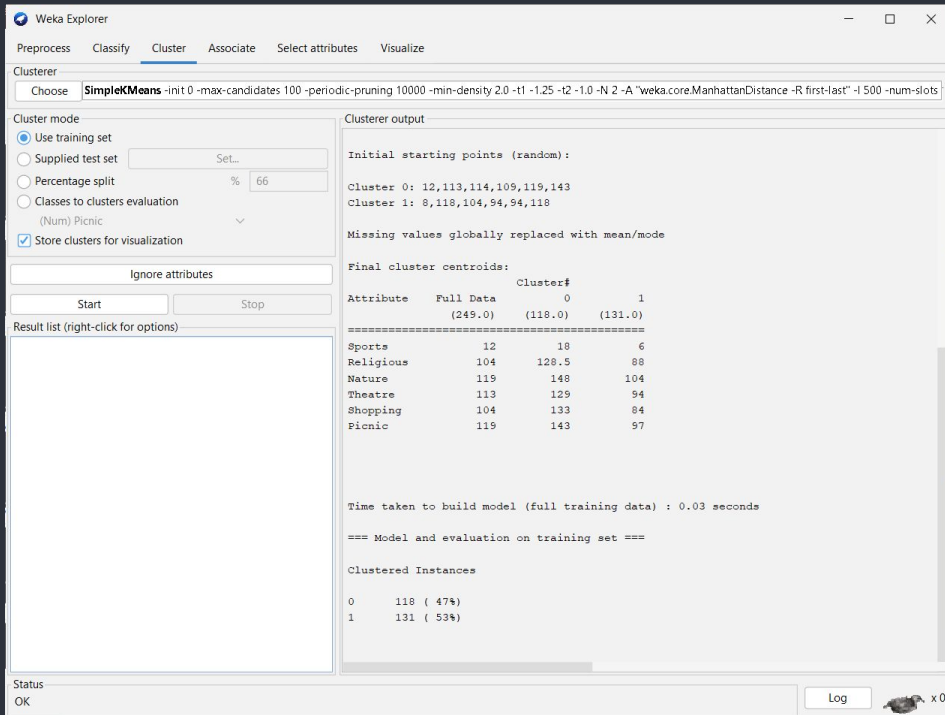 Weka Explorer
Preprocess Classify Cluster Associate Select attributes Visualize
Clusterer
Choose SimpleKMeans -init 0 -max-candidates 100 -periodic-pruning 10000 -min-density 2.0 -t1 -1.25 -t2 -1.0 -N 2 -A "weka.core.ManhattanDistance -R first-last" -I 500 -num-slots
Cluster mode
Use training set
Supplied test set Set...
Percentage split % 66
Classes to clusters evaluation
(Num) Picnic
Store clusters for visualization
Ignore attributes
Start Stop
Result list (right-click for options)
Clusterer output
Initial starting points (random):
Cluster 0: 12,113,114,109,119,143
Cluster 1: 8,118,104,94,94,118
Missing values globally replaced with mean/mode
Final cluster centroids:
Cluster#
Attribute Full Data 0 1
(249.0) (118.0) (131.0)
============================================
Sports 12 18 6
Religious 104 128.5 88
Nature 119 148 104
Theatre 113 129 94
Shopping 104 133 84
Picnic 119 143 97
Time taken to build model (full training data) : 0.03 seconds
=== Model and evaluation on training set ===
Clustered Instances
0 118 ( 47%)
1 131 ( 53%)
Status
OK
Log x 0